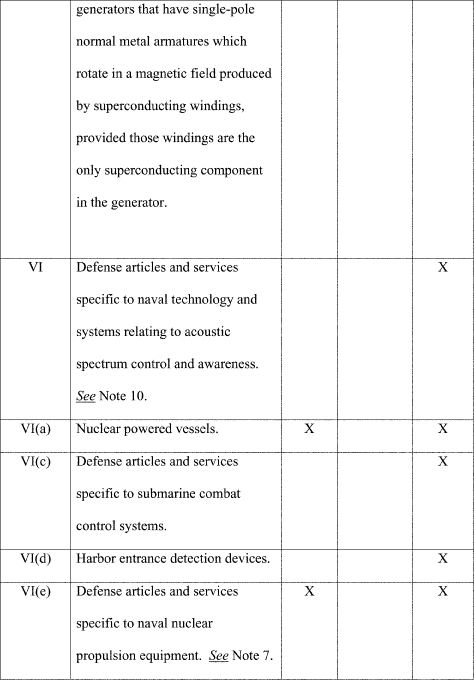 generators that have single-pole
normal metal armatures which
rotate in a magnetic field produced
by superconducting windings,
provided those windings are the
only superconducting component
in the generator.
VI Defense articles and services X
specific to naval technology and
systems relating to acoustic
spectrum control and awareness.
See Note 10.
VI(a) Nuclear powered vessels. X X
VI(c) Defense articles and services X
specific to submarine combat
control systems.
VI(d) Harbor entrance detection devices. X
VI(e) Defense articles and services X X
specific to naval nuclear
propulsion equipment. See Note 7.